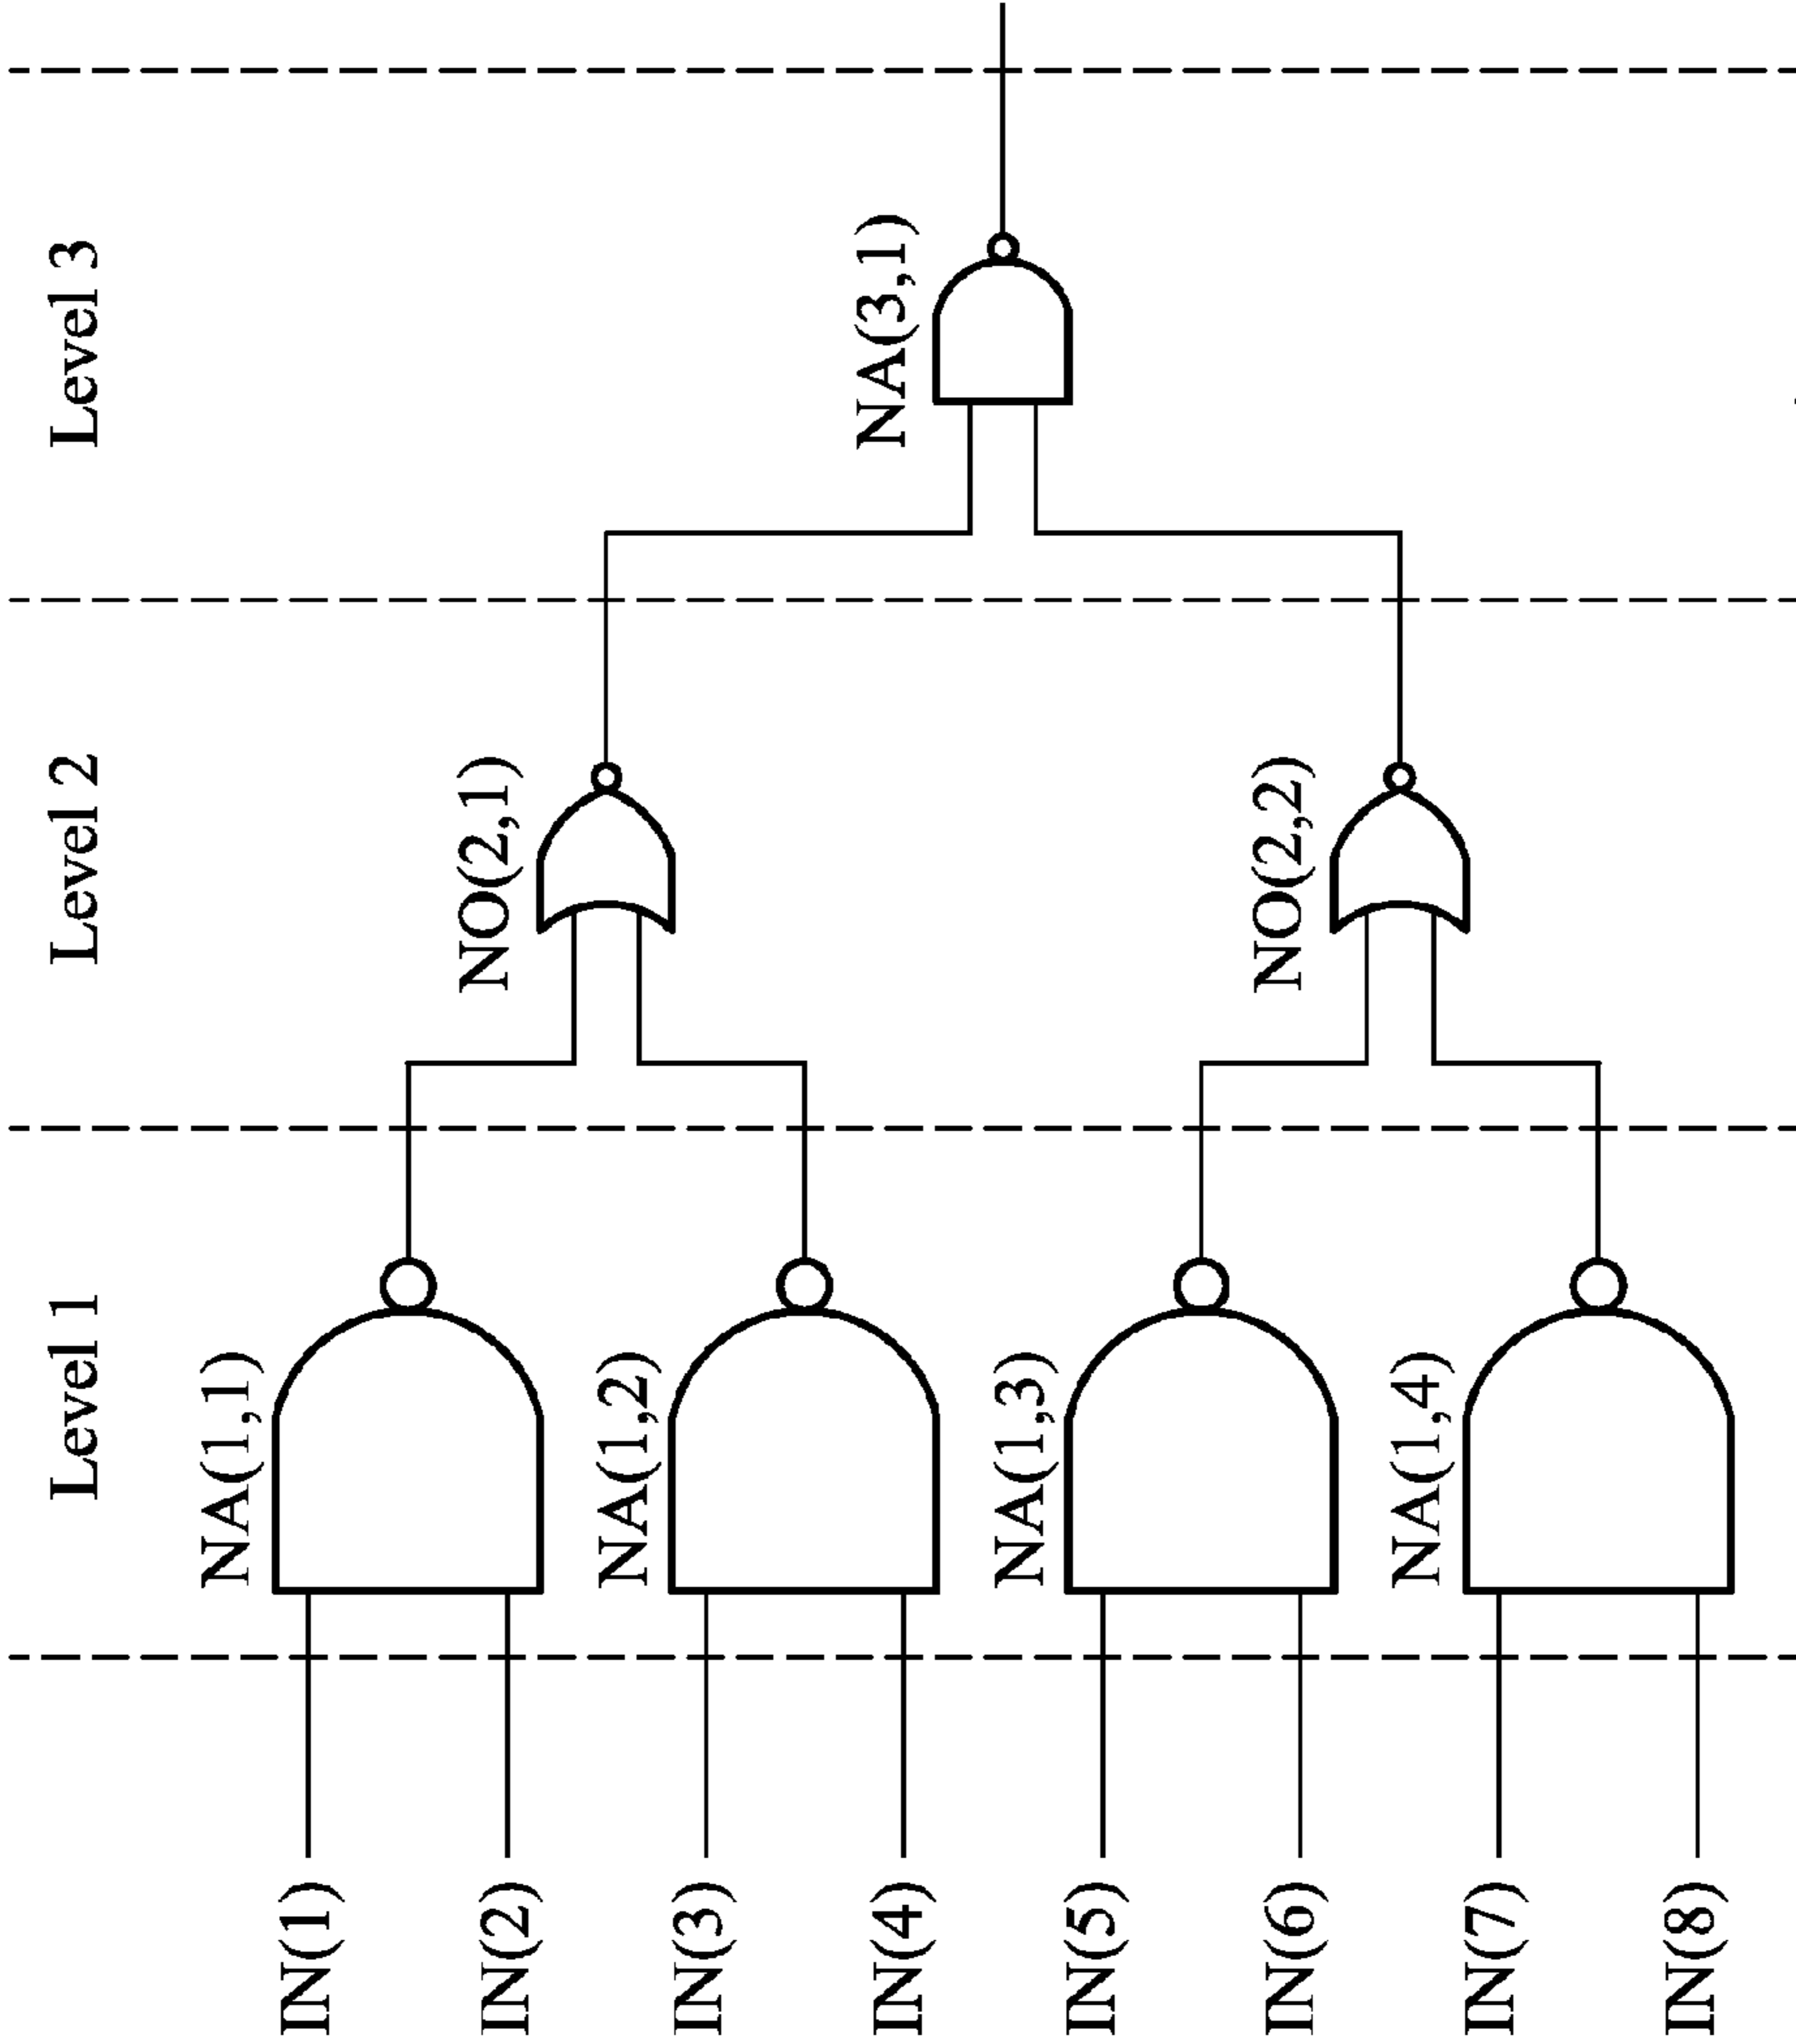 Level 1
Level 2
Level 3
NA(1,1)
NA(1,2)
NA(1,3)
NA(1,4)
NO(2,1)
NO(2,2)
NA(3,1)
IN(1)
IN(2)
IN(3)
IN(4)
IN(5)
IN(6)
IN(7)
IN(8)